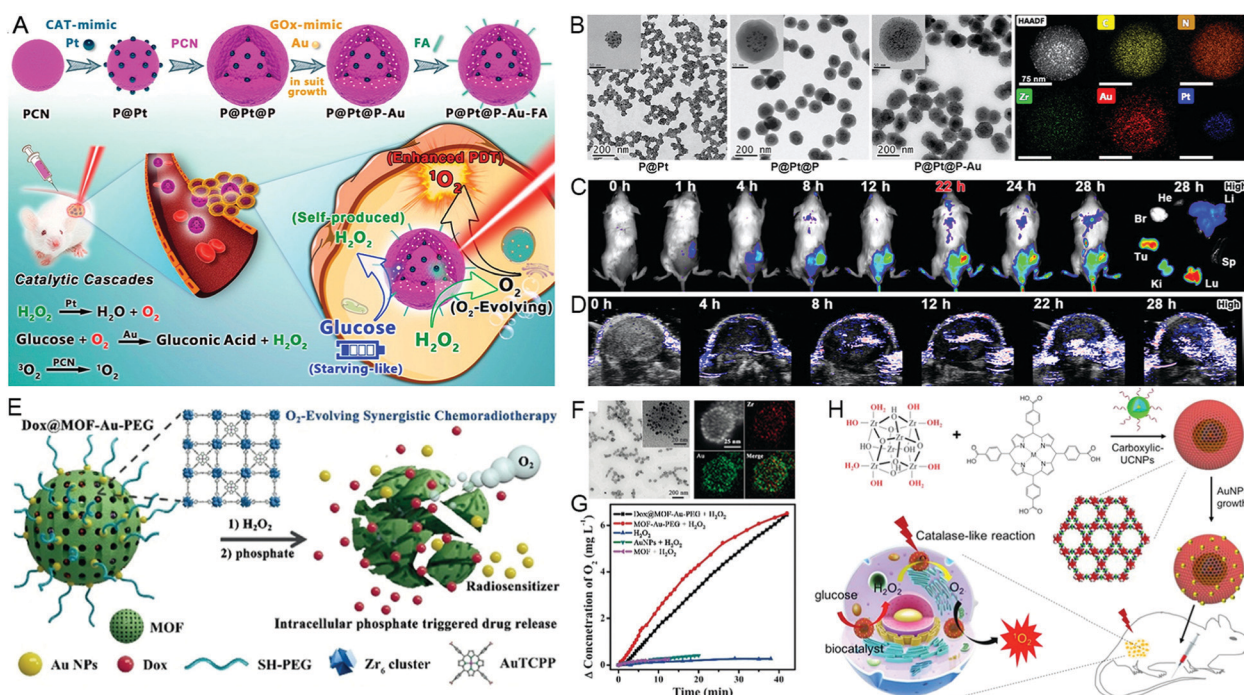 A
CAT-mimic
Pt
PCN
GOx-mimic
Au
in suit
growth
FA
PCN
P@Pt
P@Pt@P
P@Pt@P-Au
P@Pt@P-Au-FA
(Enhanced PDT)
¹O₂
(Self-produced)
H₂O₂
O₂
(O₂-Evolving)
Glucose
H₂O₂
(Starving-like)
Catalytic Cascades
H₂O₂ Pt H₂O + O₂
Glucose + O₂ Au Gluconic Acid + H₂O₂
³O₂ PCN ¹O₂
B
200 nm
200 nm
200 nm
P@Pt
P@Pt@P
P@Pt@P-Au
HAADF
75 nm
C
N
Zr
Au
Pt
C
0 h 1 h 4 h 8 h 12 h 22 h 24 h 28 h 28 h High
He
Li
Br
Tu
Sp
Ki
Lu
D
0 h 4 h 8 h 12 h 22 h 28 h High
E
Dox@MOF-Au-PEG
O₂-Evolving Synergistic Chemoradiotherapy
O₂
1) H₂O₂
2) phosphate
Radiosensitizer
Intracellular phosphate triggered drug release
MOF
Au NPs
Dox
SH-PEG
Zr₆ cluster
AuTCPP
F
20 nm
200 nm
25 nm
Zr
Au
Merge
G
Δ Concnetration of O₂ (mg L⁻¹)
6
4
2
0
Dox@MOF-Au-PEG + H₂O₂
MOF-Au-PEG + H₂O₂
H₂O₂
AuNPs + H₂O₂
MOF + H₂O₂
0 10 20 30 40
Time (min)
H
+
Carboxylic-
UCNPs
AuNPs
growth
Catalase-like reaction
H₂O₂
O₂
glucose
biocatalyst
¹O₂